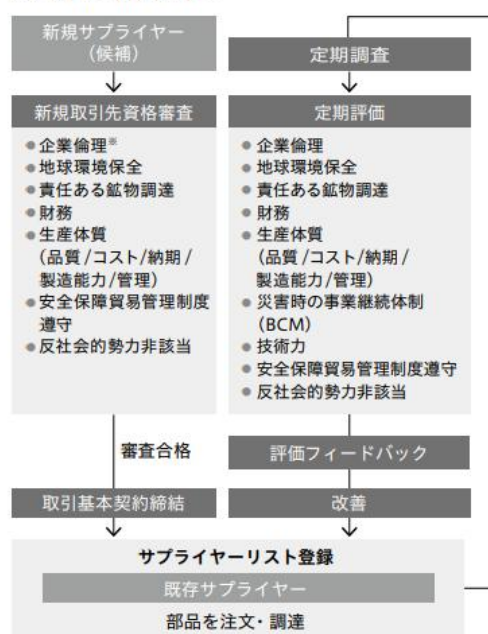 新規サプライヤー
(候補)
新規取引先資格審査
●企業倫理※
●地球環境保全
●責任ある鉱物調達
●財務
●生産体質
(品質/コスト/納期/
製造能力/管理)
●安全保障貿易管理制度
遵守
●反社会的勢力非該当
審査合格
取引基本契約締結
定期調査
定期評価
●企業倫理
●地球環境保全
●責任ある鉱物調達
●財務
●生産体質
(品質/コスト/納期/
製造能力/管理)
●災害時の事業継続体制
(BCM)
●技術力
●安全保障貿易管理制度遵守
●反社会的勢力非該当
評価フィードバック
改善
サプライヤーリスト登録
既存サプライヤー
部品を注文・調達